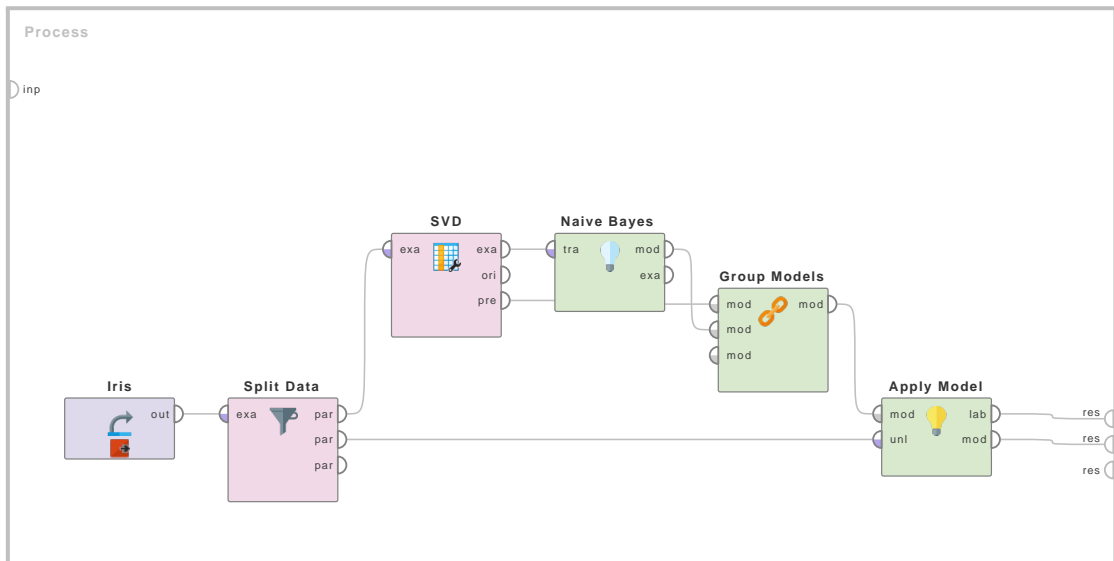 Process
inp
SVD
exa exa
ori
pre
Naive Bayes
tra mod
exa
Group Models
mod mod
mod
mod
Iris
out
Split Data
exa par
par
par
Apply Model
mod lab
unl mod
res
res
res